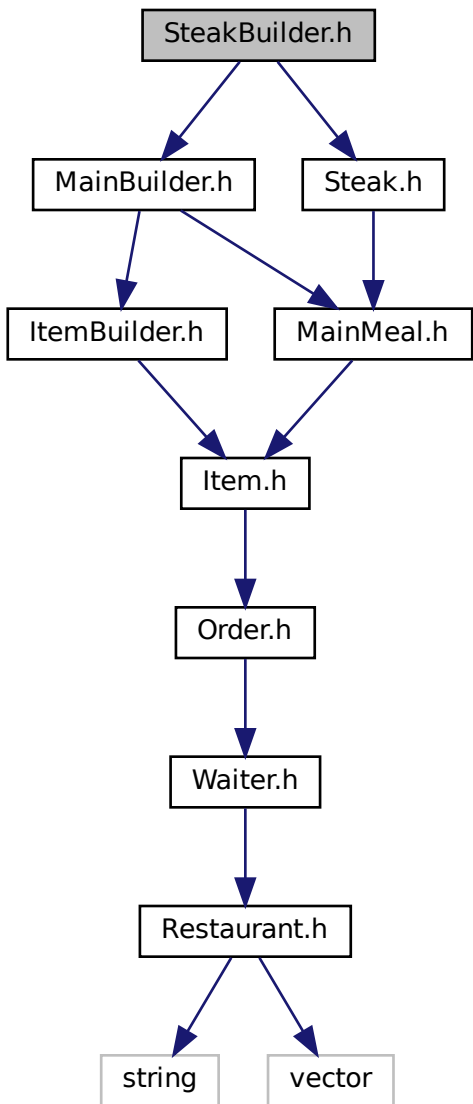 SteakBuilder.h
MainBuilder.h
Steak.h
ItemBuilder.h
MainMeal.h
Item.h
Order.h
Waiter.h
Restaurant.h
string
vector